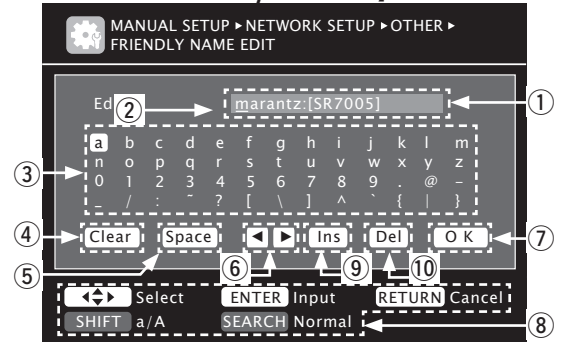 MANUAL SETUP ▸ NETWORK SETUP ▸ OTHER ▸
FRIENDLY NAME EDIT
① 
Ed ② marantz:[SR7005]
③
a b c d e f g h i j k l m
n o p q r s t u v w x y z
0 1 2 3 4 5 6 7 8 9 . @ –
_ / : ˜ ? [ \ ] ^ ` { | }
④ Clear Space ◀ ▶ Ins Del O K ⑦
⑤ ⑥ ⑨ ⑩
Select ENTER Input RETURN Cancel
SHIFT a/A SEARCH Normal ⑧